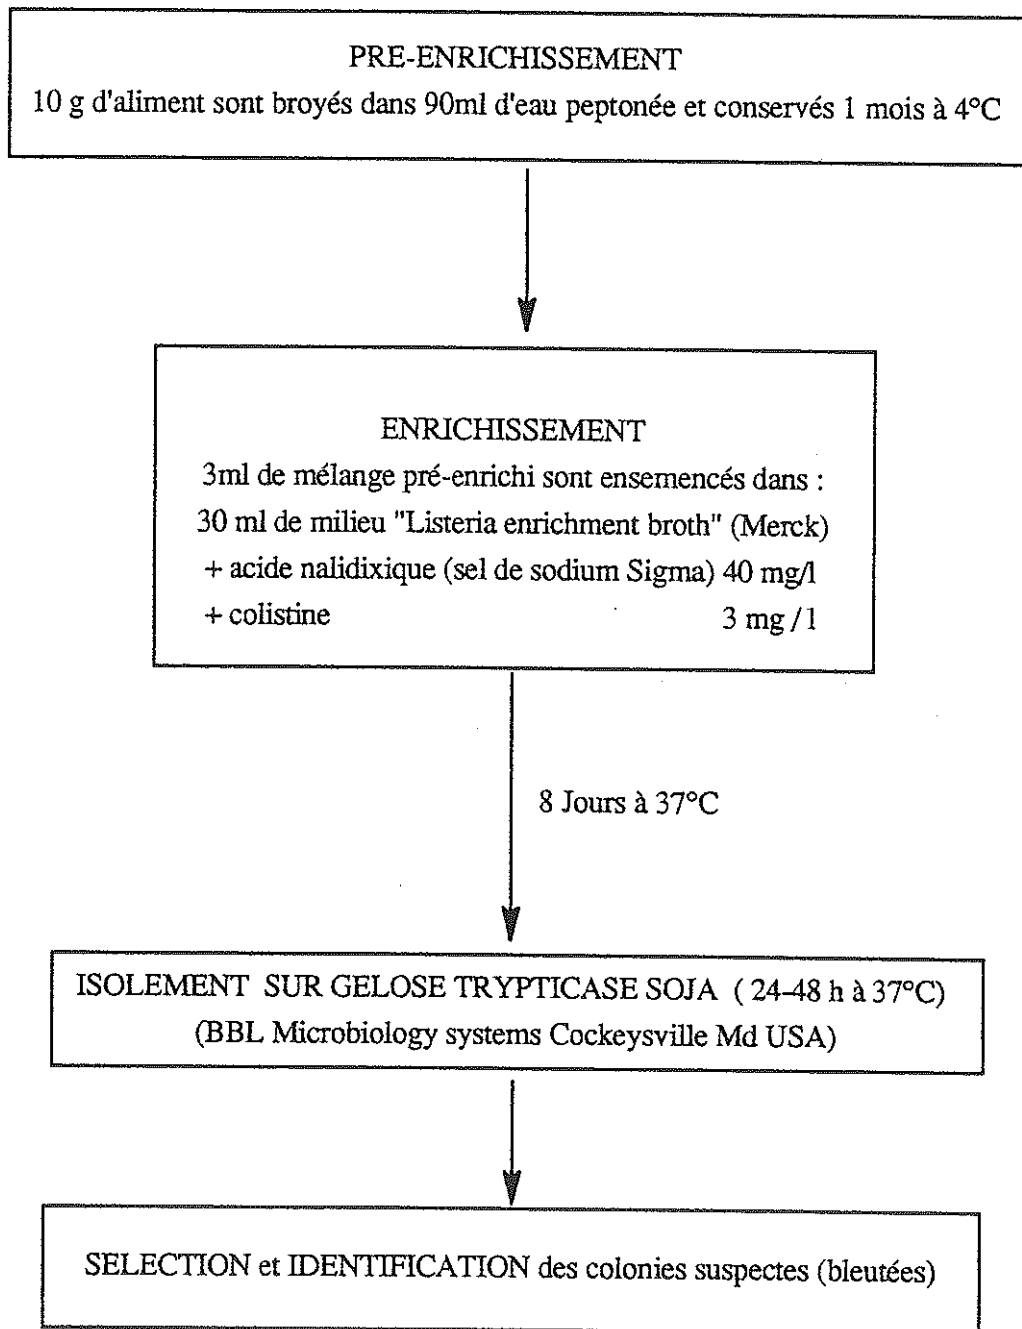 PRE-ENRICHISSEMENT
10 g d'aliment sont broyés dans 90ml d'eau peptonée et conservés 1 mois à 4°C
ENRICHISSEMENT
3ml de mélange pré-enrichi sont ensemencés dans :
30 ml de milieu "Listeria enrichment broth" (Merck)
+ acide nalidixique (sel de sodium Sigma) 40 mg/l
+ colistine 3 mg / l
8 Jours à 37°C
ISOLEMENT SUR GELOSE TRYPTICASE SOJA ( 24-48 h à 37°C)
(BBL Microbiology systems Cockeysville Md USA)
SELECTION et IDENTIFICATION des colonies suspectes (bleutées)